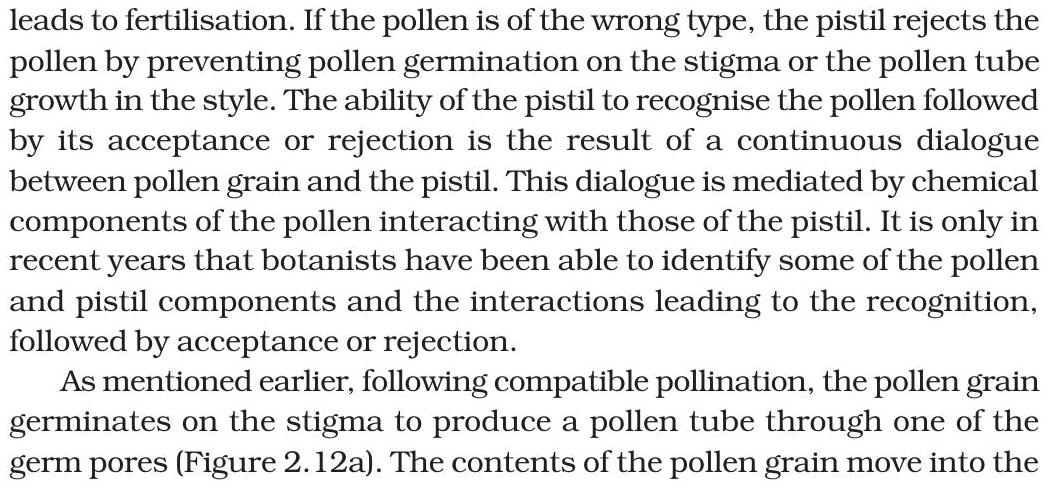 leads to fertilisation. If the pollen is of the wrong type, the pistil rejects the
pollen by preventing pollen germination on the stigma or the pollen tube
growth in the style. The ability of the pistil to recognise the pollen followed
by its acceptance or rejection is the result of a continuous dialogue
between pollen grain and the pistil. This dialogue is mediated by chemical
components of the pollen interacting with those of the pistil. It is only in
recent years that botanists have been able to identify some of the pollen
and pistil components and the interactions leading to the recognition,
followed by acceptance or rejection.
As mentioned earlier, following compatible pollination, the pollen grain
germinates on the stigma to produce a pollen tube through one of the
germ pores (Figure 2.12a). The contents of the pollen grain move into the